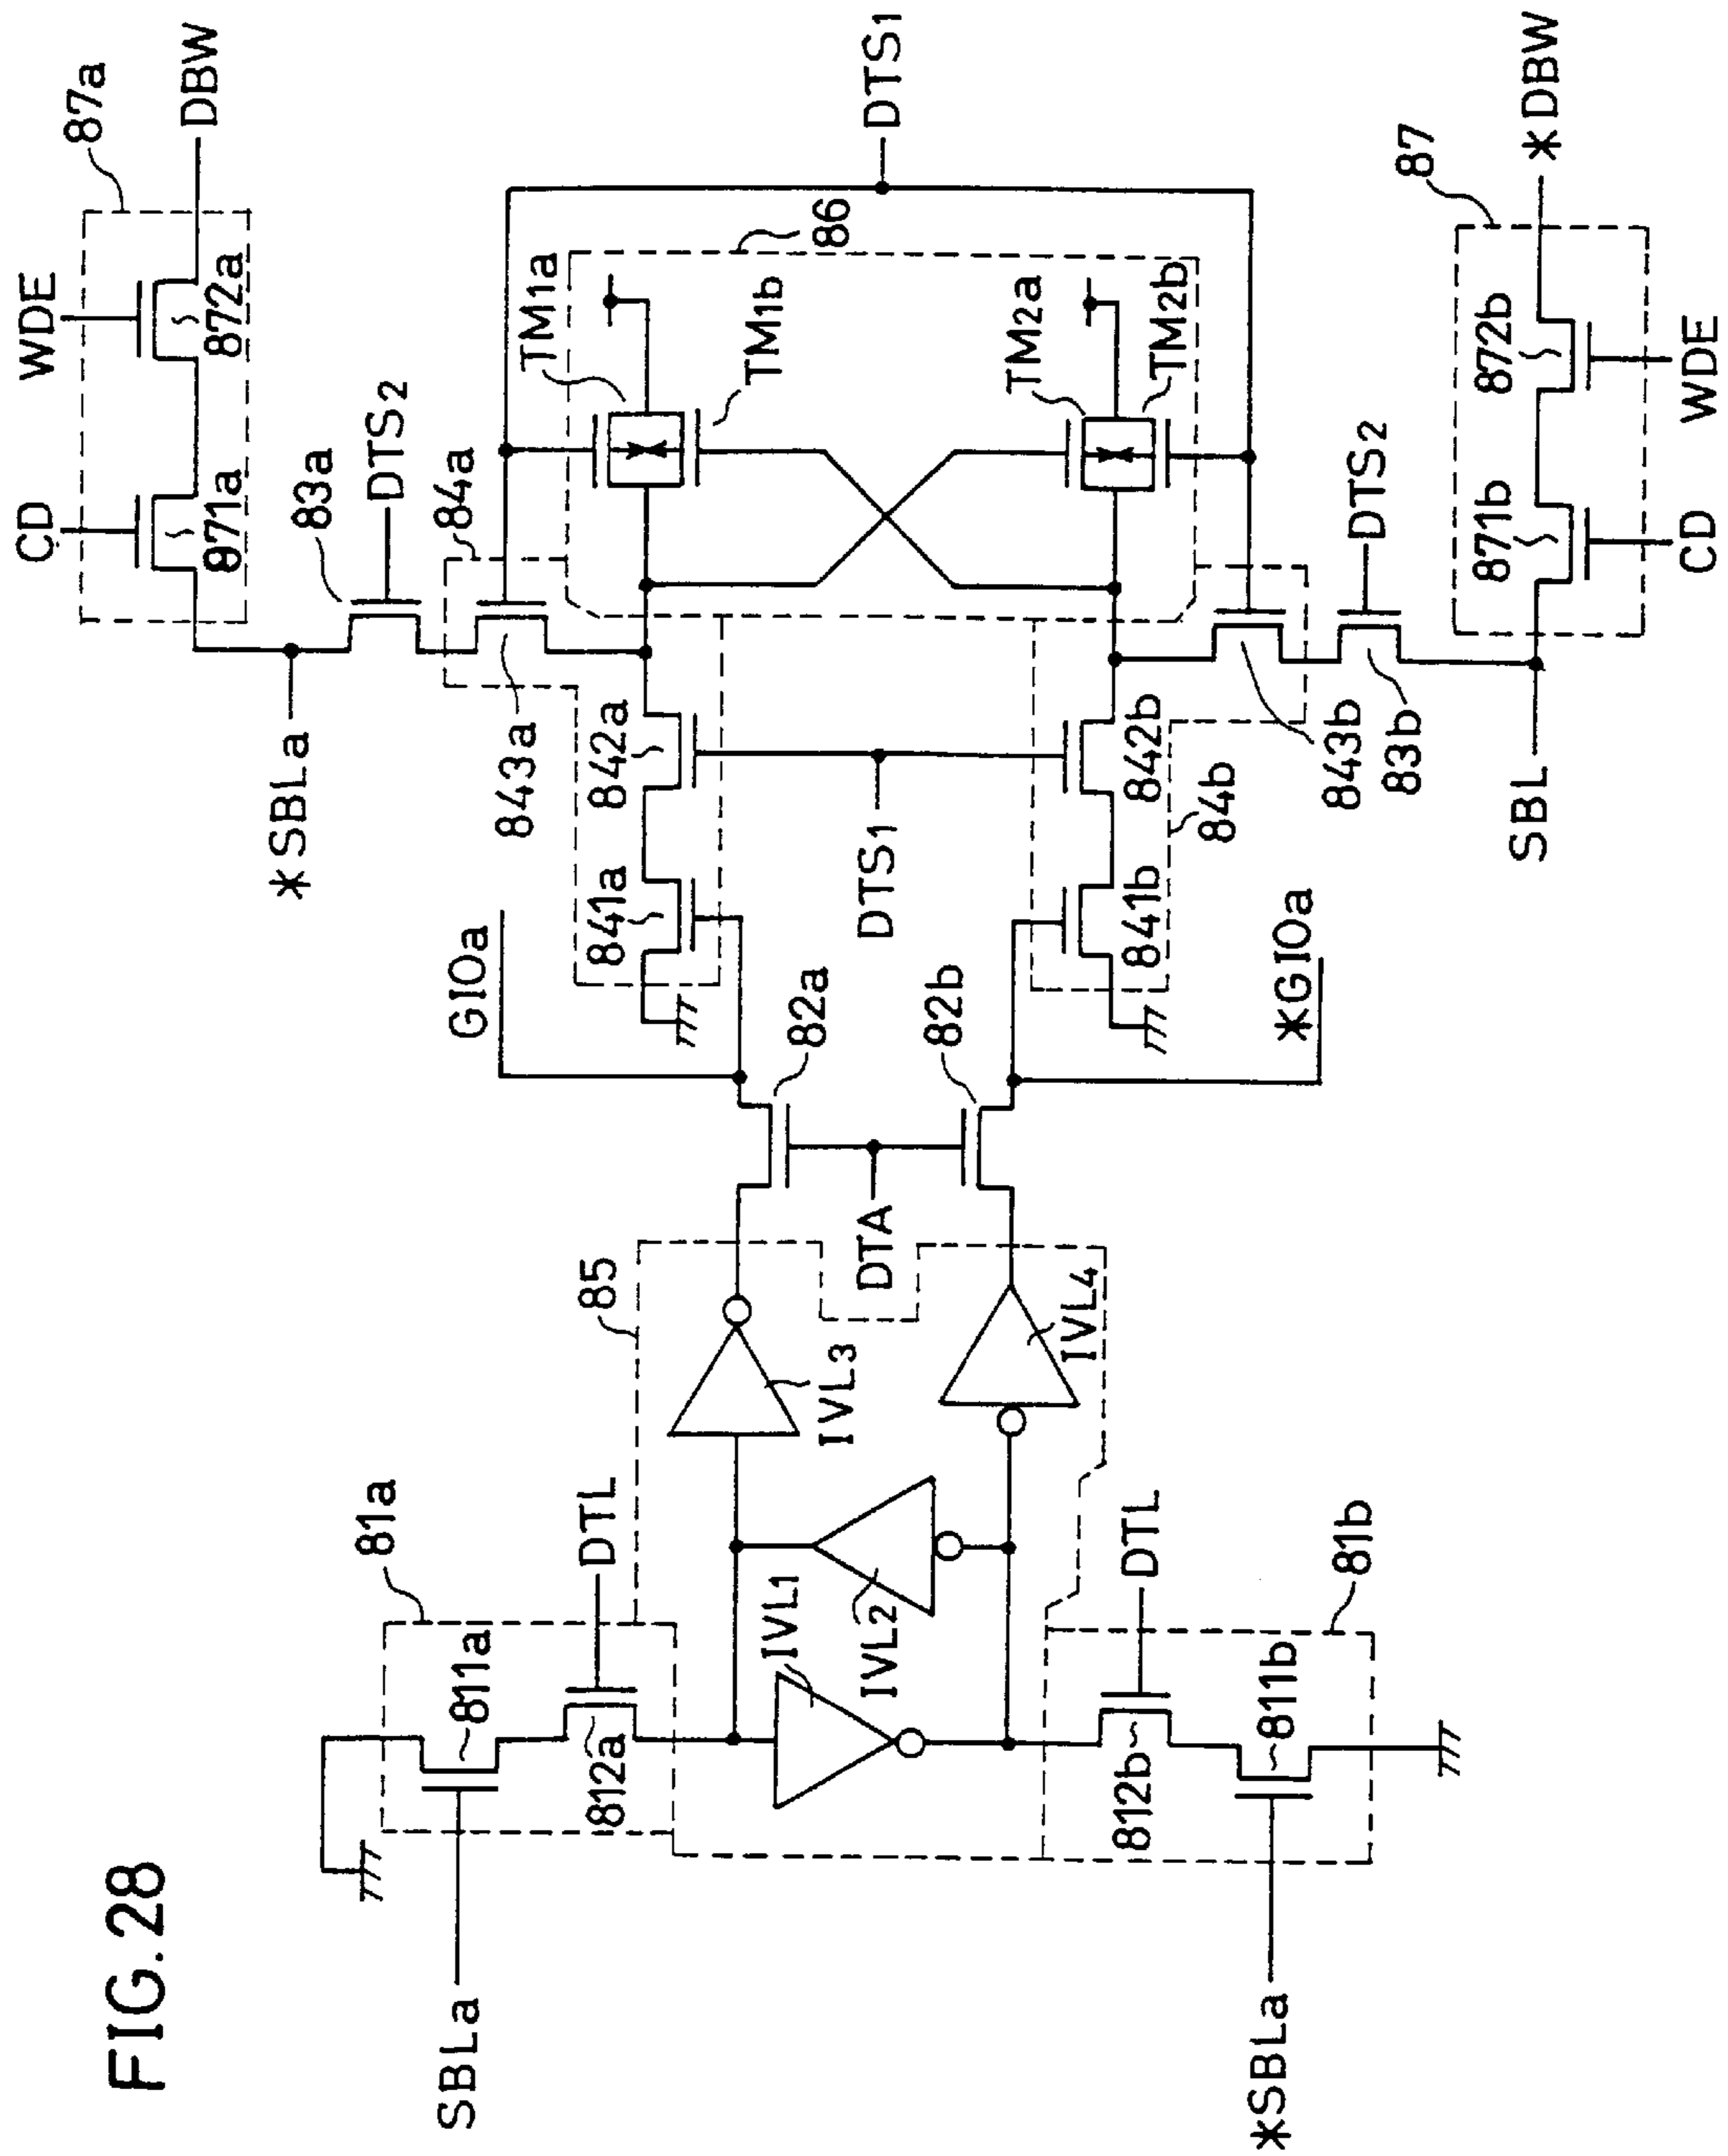 FIG.28
SBLa
*SBLa
81a
811a
812a
DTL
85
IVL1
IVL2
IVL3
IVL4
812b
811b
DTL
81b
DTA
82a
82b
GIOa
*GIOa
841a
842a
843a
84a
841b
842b
843b
84b
DTS1
*SBLa
83a
DTS2
CD
WDE
871a
872a
87a
DBW
TM1a
TM1b
TM2a
TM2b
86
DTS1
SBL
83b
DTS2
871b
872b
CD
WDE
87
*DBW